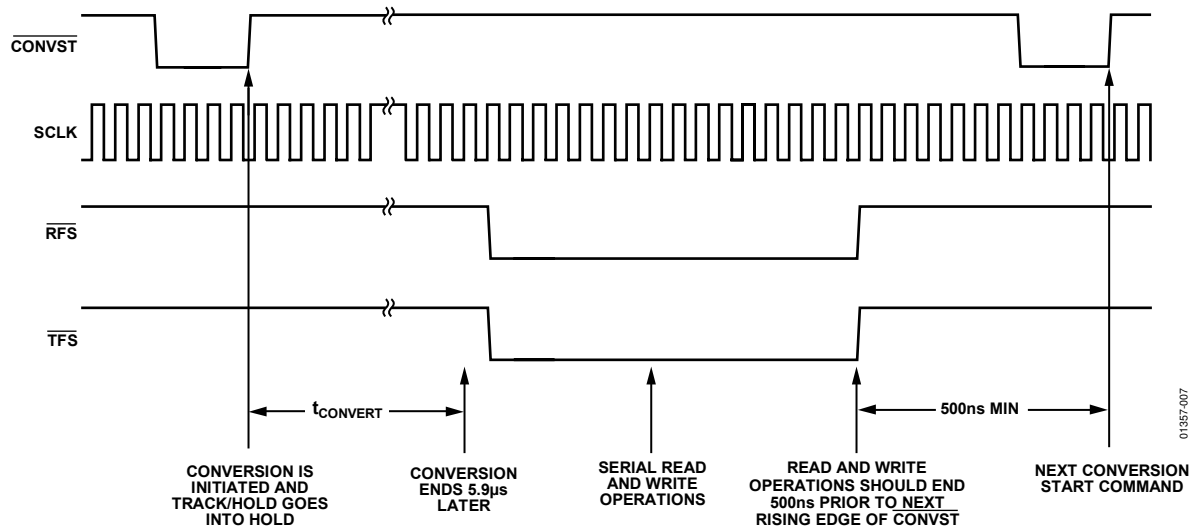 CONVST
SCLK
RFS
TFS
tCONVERT
500ns MIN
CONVERSION IS
INITIATED AND
TRACK/HOLD GOES
INTO HOLD
CONVERSION
ENDS 5.9µs
LATER
SERIAL READ
AND WRITE
OPERATIONS
READ AND WRITE
OPERATIONS SHOULD END
500ns PRIOR TO NEXT
RISING EDGE OF CONVST
NEXT CONVERSION
START COMMAND
01357-007